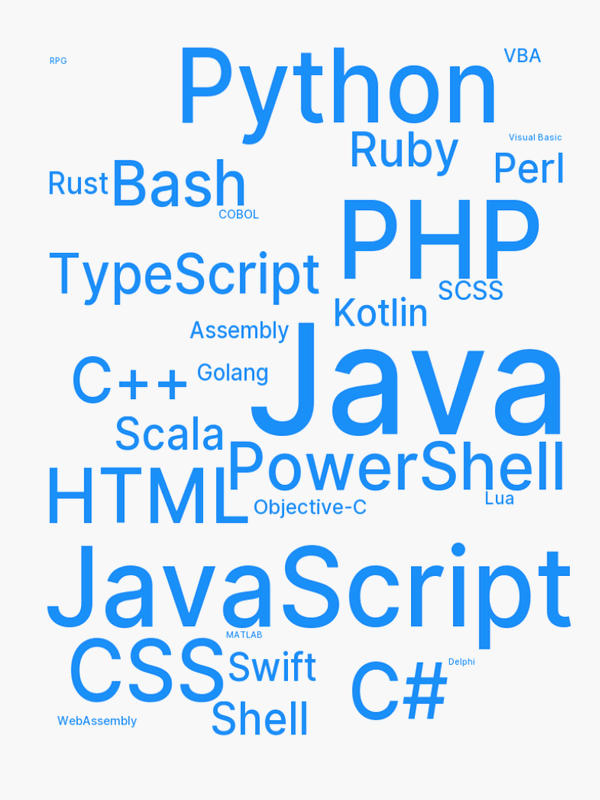 RPG
Python
VBA
Ruby
Visual Basic
Perl
Rust
Bash
COBOL
PHP
TypeScript
SCSS
Kotlin
Assembly
Java
C++
Golang
Scala
PowerShell
HTML
Lua
Objective-C
JavaScript
MATLAB
CSS
Swift
C#
Delphi
WebAssembly
Shell